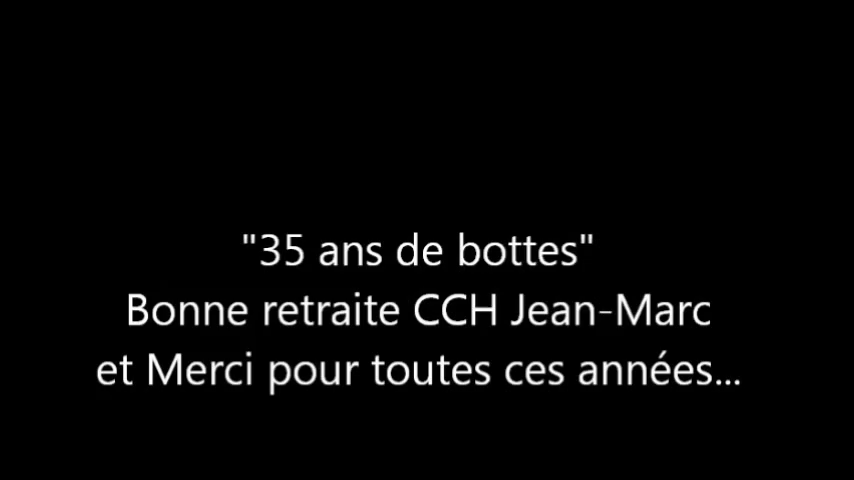 "35 ans de bottes"
Bonne retraite CCH Jean-Marc
et Merci pour toutes ces années...